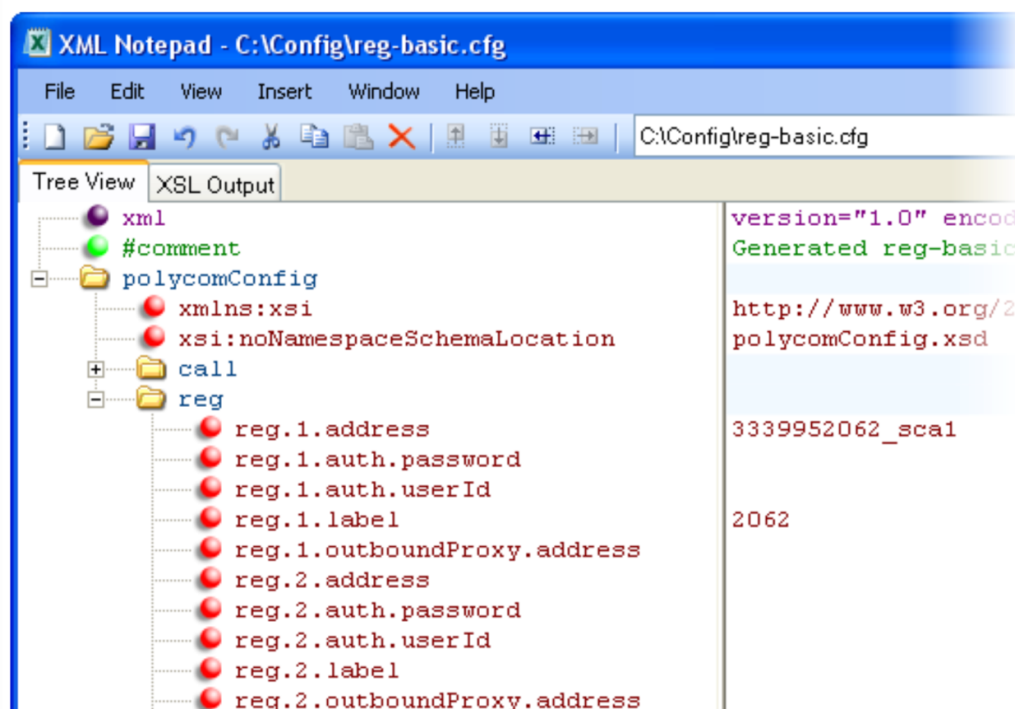 XML Notepad - C:\Config\reg-basic.cfg
File Edit View Insert Window Help
C:\Config\reg-basic.cfg
Tree View XSL Output
xml version="1.0" encod
#comment Generated reg-basic
polycomConfig
xmlns:xsi http://www.w3.org/2
xsi:noNamespaceSchemaLocation polycomConfig.xsd
call
reg
reg.1.address 3339952062_sca1
reg.1.auth.password
reg.1.auth.userId
reg.1.label 2062
reg.1.outboundProxy.address
reg.2.address
reg.2.auth.password
reg.2.auth.userId
reg.2.label
reg.2.outboundProxy.address